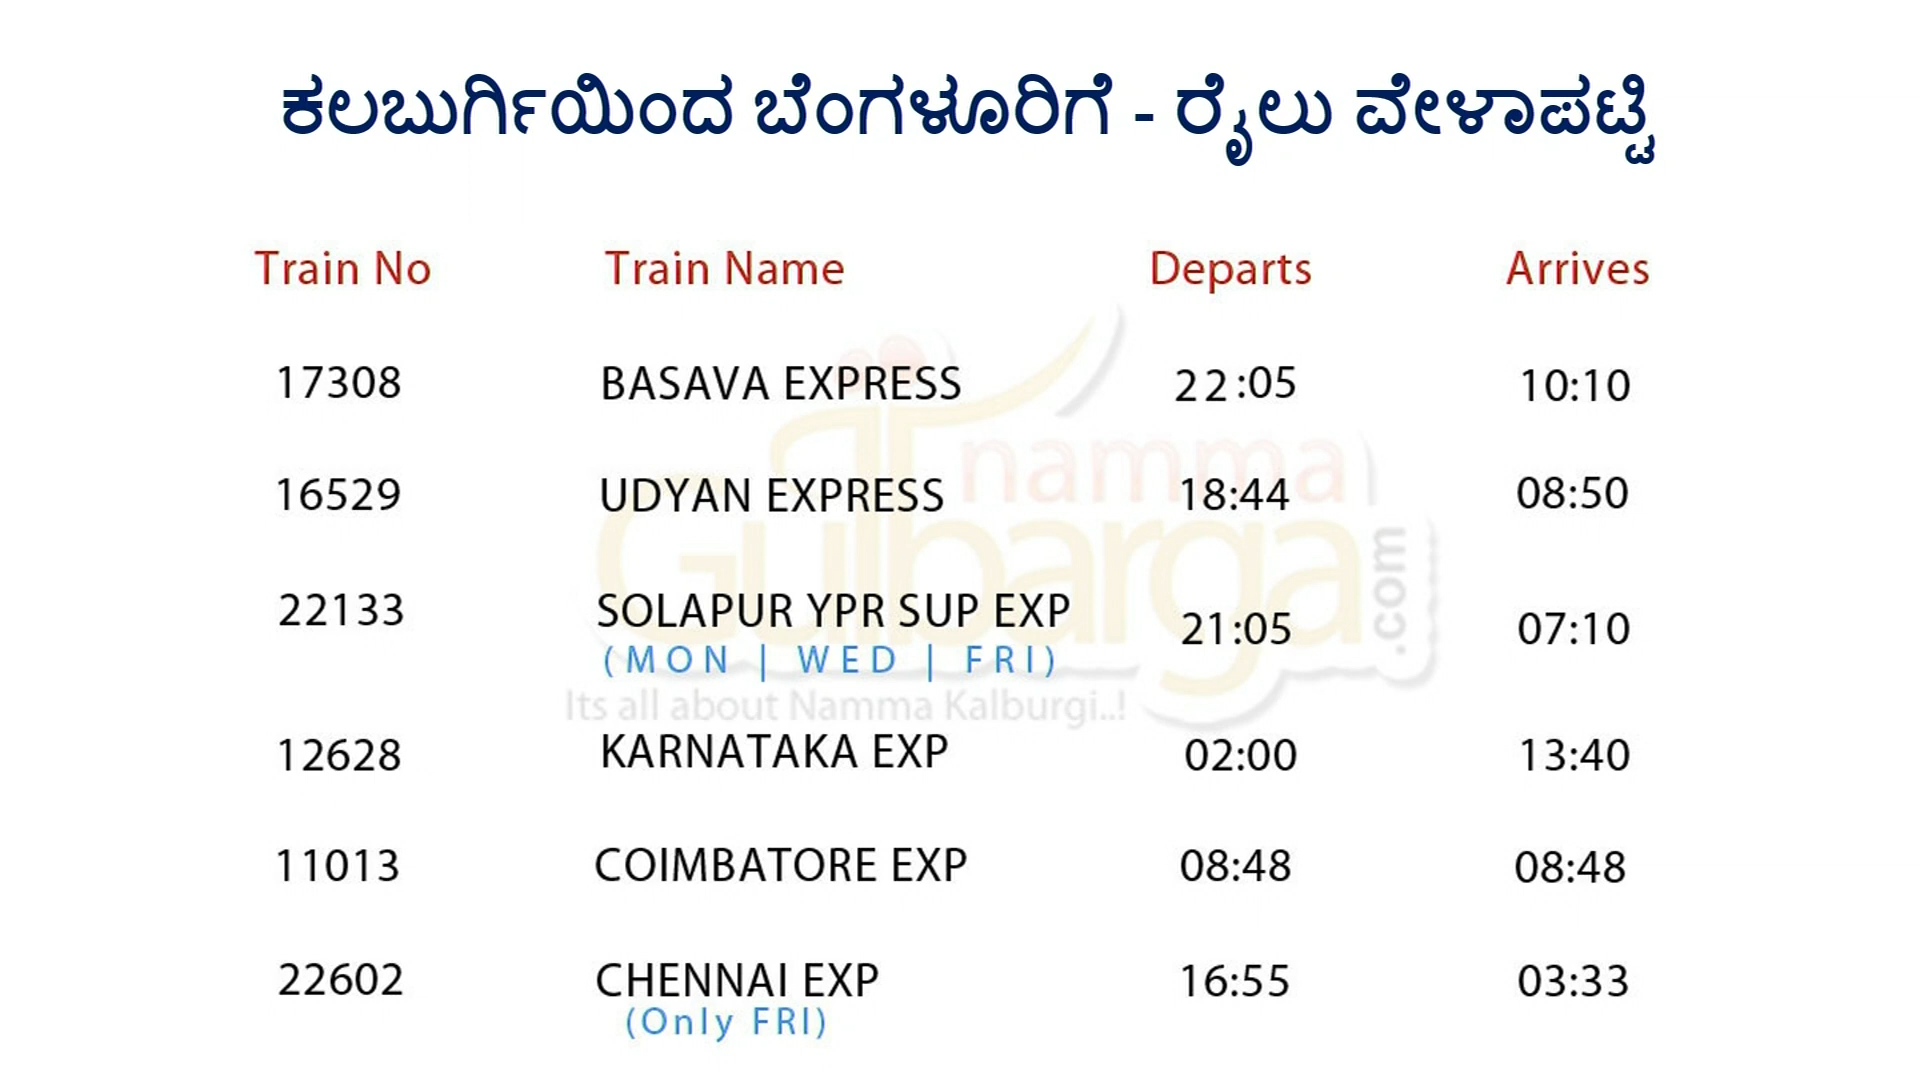 ಕಲಬುರ್ಗಿಯಿಂದ ಬೆಂಗಳೂರಿಗೆ - ರೈಲು ವೇಳಾಪಟ್ಟಿ
Train No Train Name Departs Arrives
17308 BASAVA EXPRESS 22:05 10:10
16529 UDYAN EXPRESS 18:44 08:50
22133 SOLAPUR YPR SUP EXP 21:05 07:10
(MON | WED | FRI)
12628 KARNATAKA EXP 02:00 13:40
11013 COIMBATORE EXP 08:48 08:48
22602 CHENNAI EXP 16:55 03:33
(Only FRI)
namma
Gulbarga.com
Its all about Namma Kalburgi..!